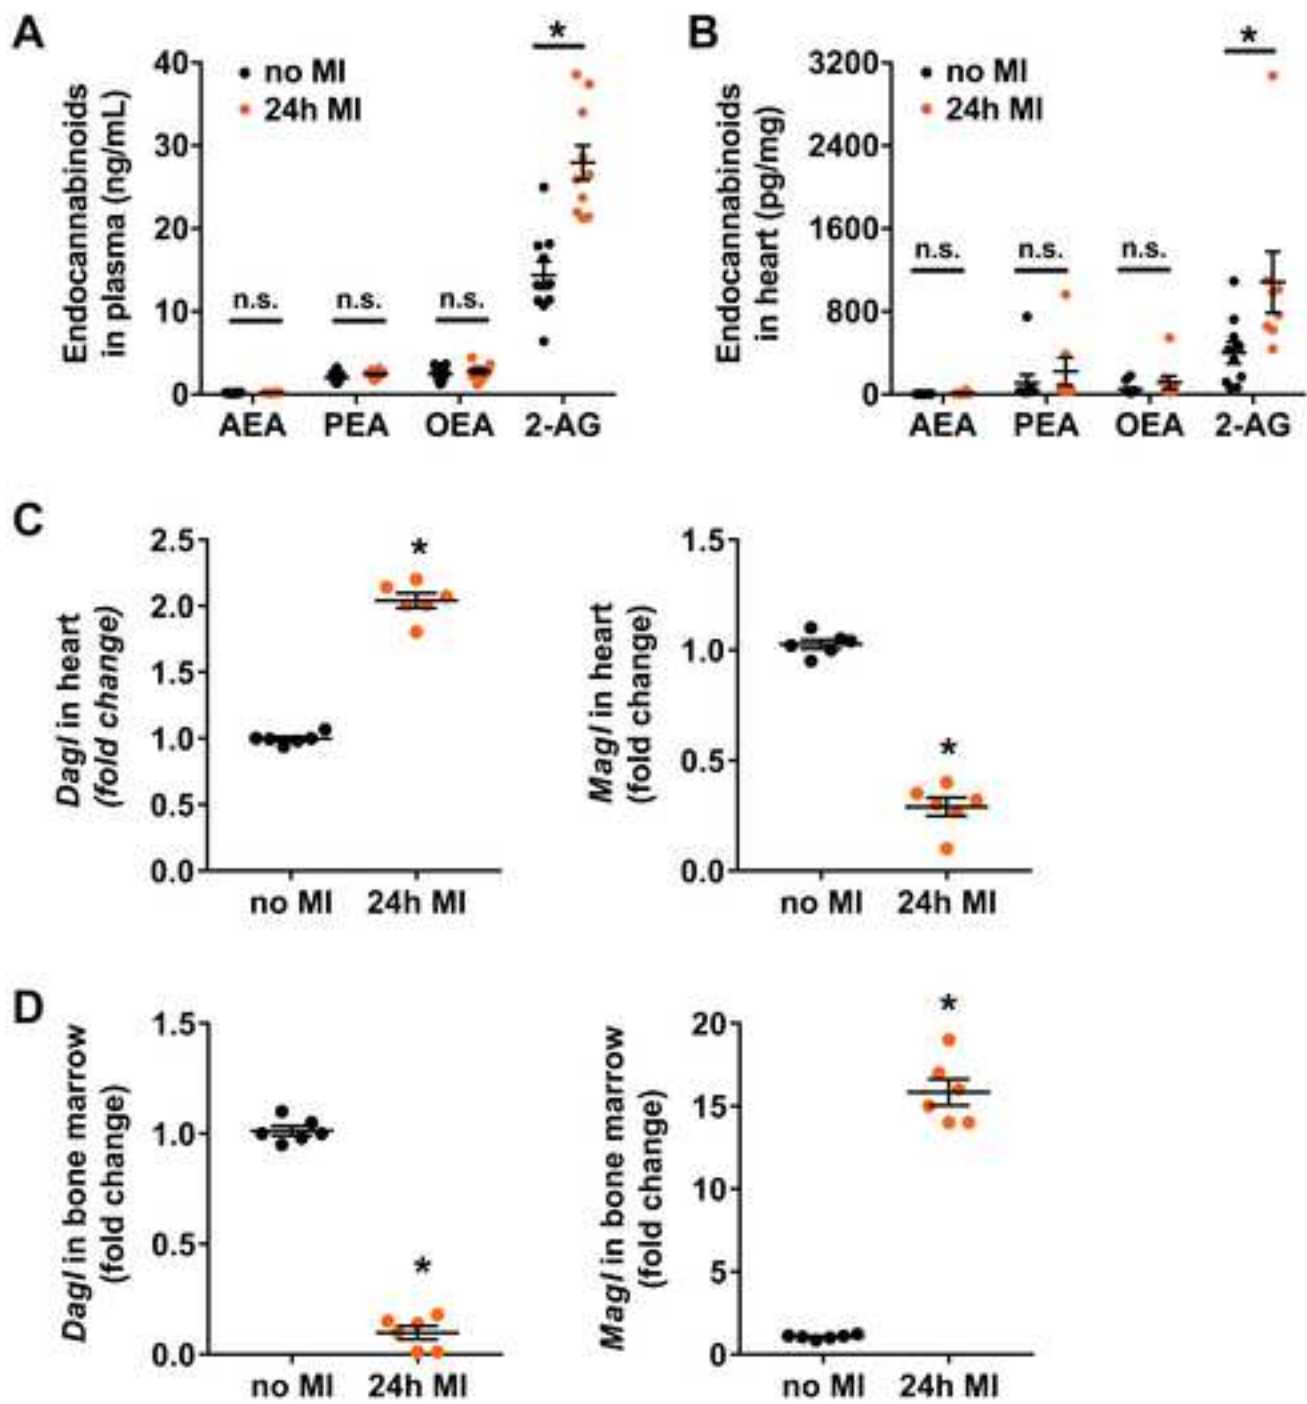 A
Endocannabinoids
in plasma (ng/mL)
40
30
20
10
0
no MI
24h MI
*
n.s.
n.s.
n.s.
AEA
PEA
OEA
2-AG
B
Endocannabinoids
in heart (pg/mg)
3200
2400
1600
800
0
no MI
24h MI
*
n.s.
n.s.
n.s.
AEA
PEA
OEA
2-AG
C
Dagl in heart
(fold change)
2.5
2.0
1.5
1.0
0.5
0.0
*
no MI
24h MI
Magl in heart
(fold change)
1.5
1.0
0.5
0.0
*
no MI
24h MI
D
Dagl in bone marrow
(fold change)
1.5
1.0
0.5
0.0
*
no MI
24h MI
Magl in bone marrow
(fold change)
20
15
10
5
0
*
no MI
24h MI